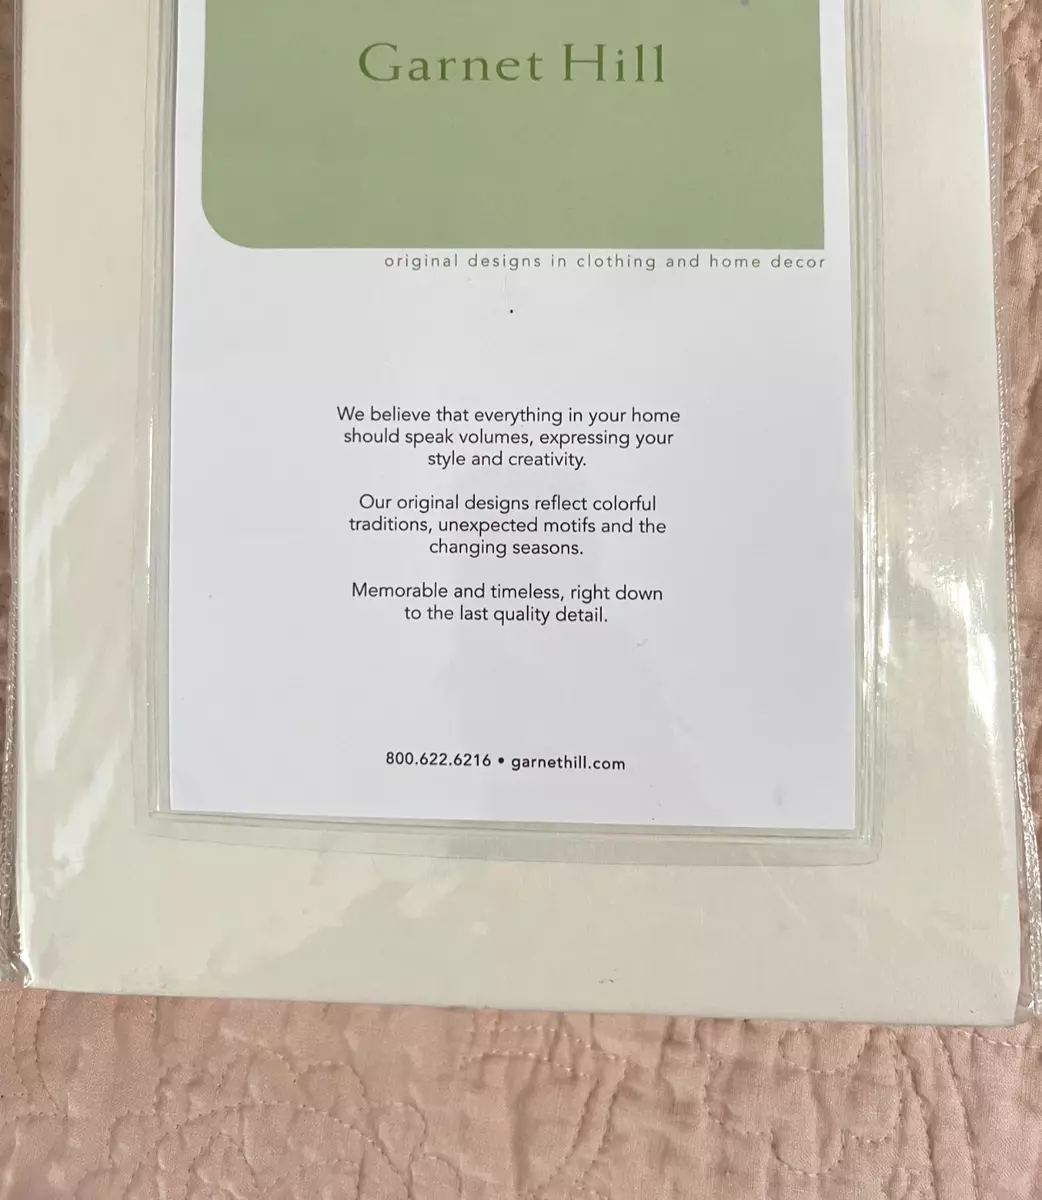 Garnet Hill
original designs in clothing and home decor
We believe that everything in your home
should speak volumes, expressing your
style and creativity.
Our original designs reflect colorful
traditions, unexpected motifs and the
changing seasons.
Memorable and timeless, right down
to the last quality detail.
800.622.6216 • garnethill.com